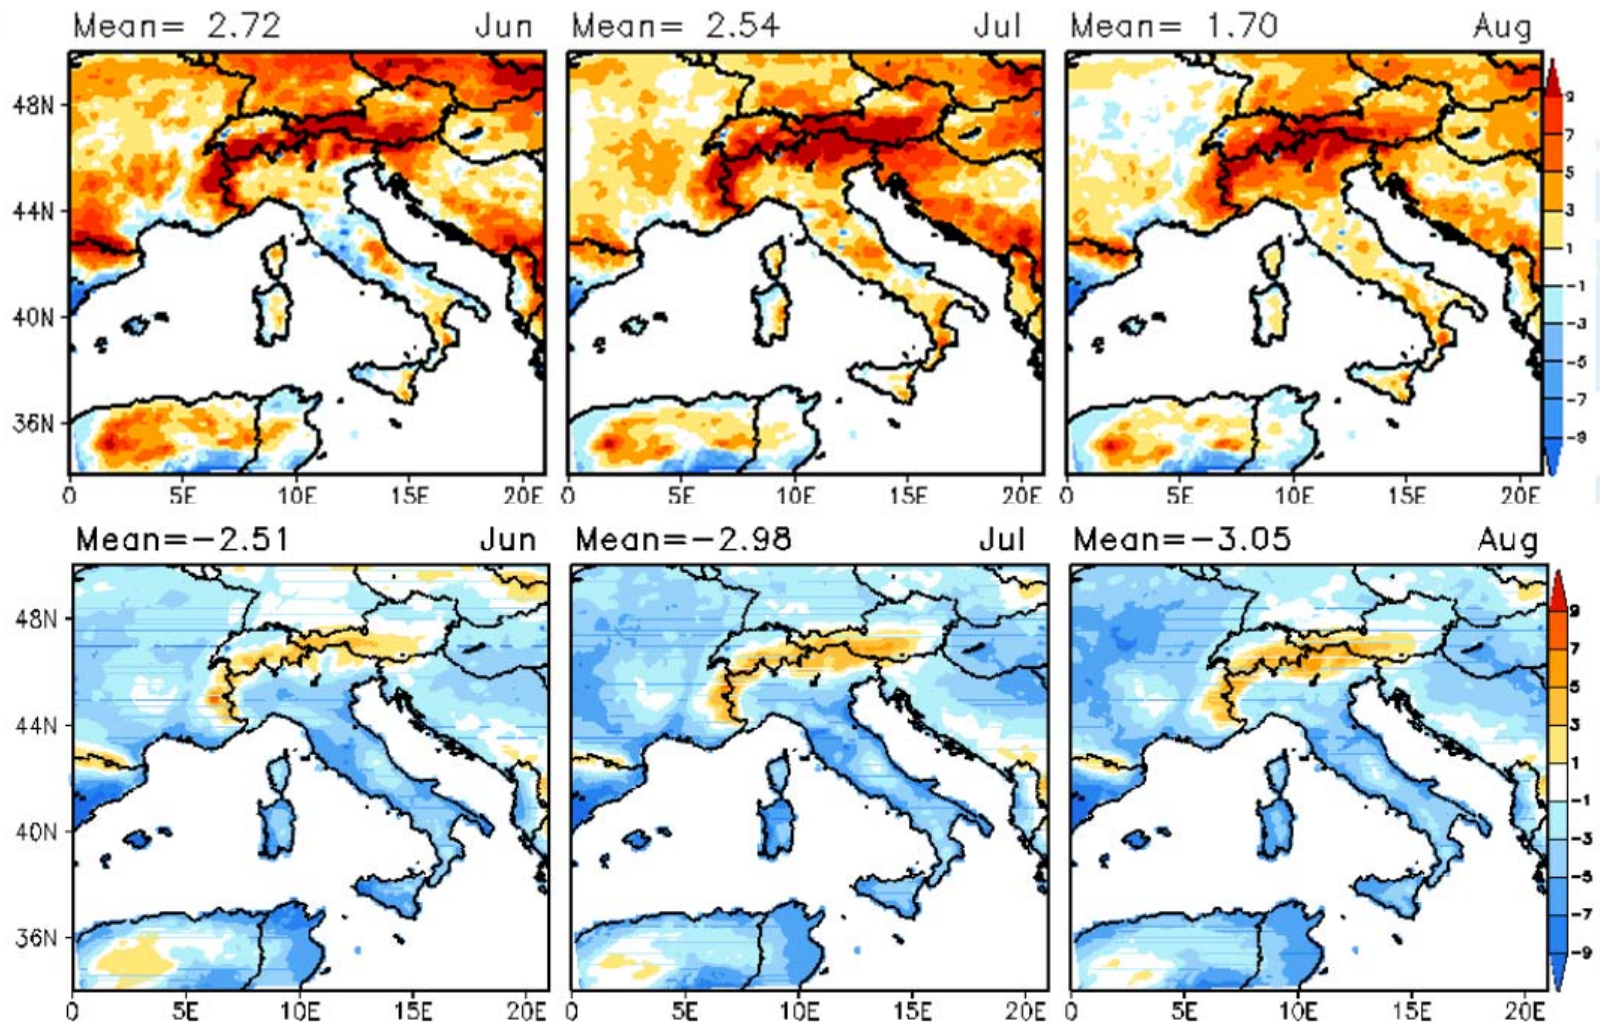 Mean= 2.72 Jun
Mean= 2.54 Jul
Mean= 1.70 Aug
48N
44N
40N
36N
0 5E 10E 15E 20E
0 5E 10E 15E 20E
0 5E 10E 15E 20E
9
7
5
3
1
-1
-3
-5
-7
-9
Mean=-2.51 Jun
Mean=-2.98 Jul
Mean=-3.05 Aug
48N
44N
40N
36N
0 5E 10E 15E 20E
0 5E 10E 15E 20E
0 5E 10E 15E 20E
9
7
5
3
1
-1
-3
-5
-7
-9